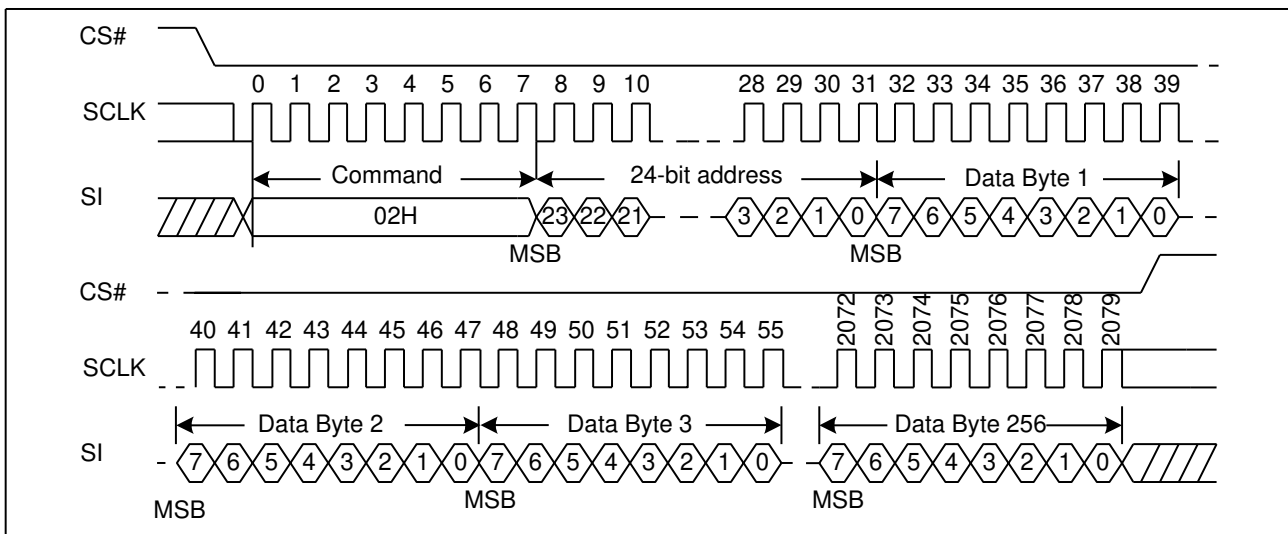 CS#
0 1 2 3 4 5 6 7 8 9 10 28 29 30 31 32 33 34 35 36 37 38 39
SCLK
Command 24-bit address Data Byte 1
SI
02H 23 22 21 3 2 1 0 7 6 5 4 3 2 1 0
MSB MSB
CS#
40 41 42 43 44 45 46 47 48 49 50 51 52 53 54 55 2072 2073 2074 2075 2076 2077 2078 2079
SCLK
Data Byte 2 Data Byte 3 Data Byte 256
SI
7 6 5 4 3 2 1 0 7 6 5 4 3 2 1 0 7 6 5 4 3 2 1 0
MSB MSB MSB